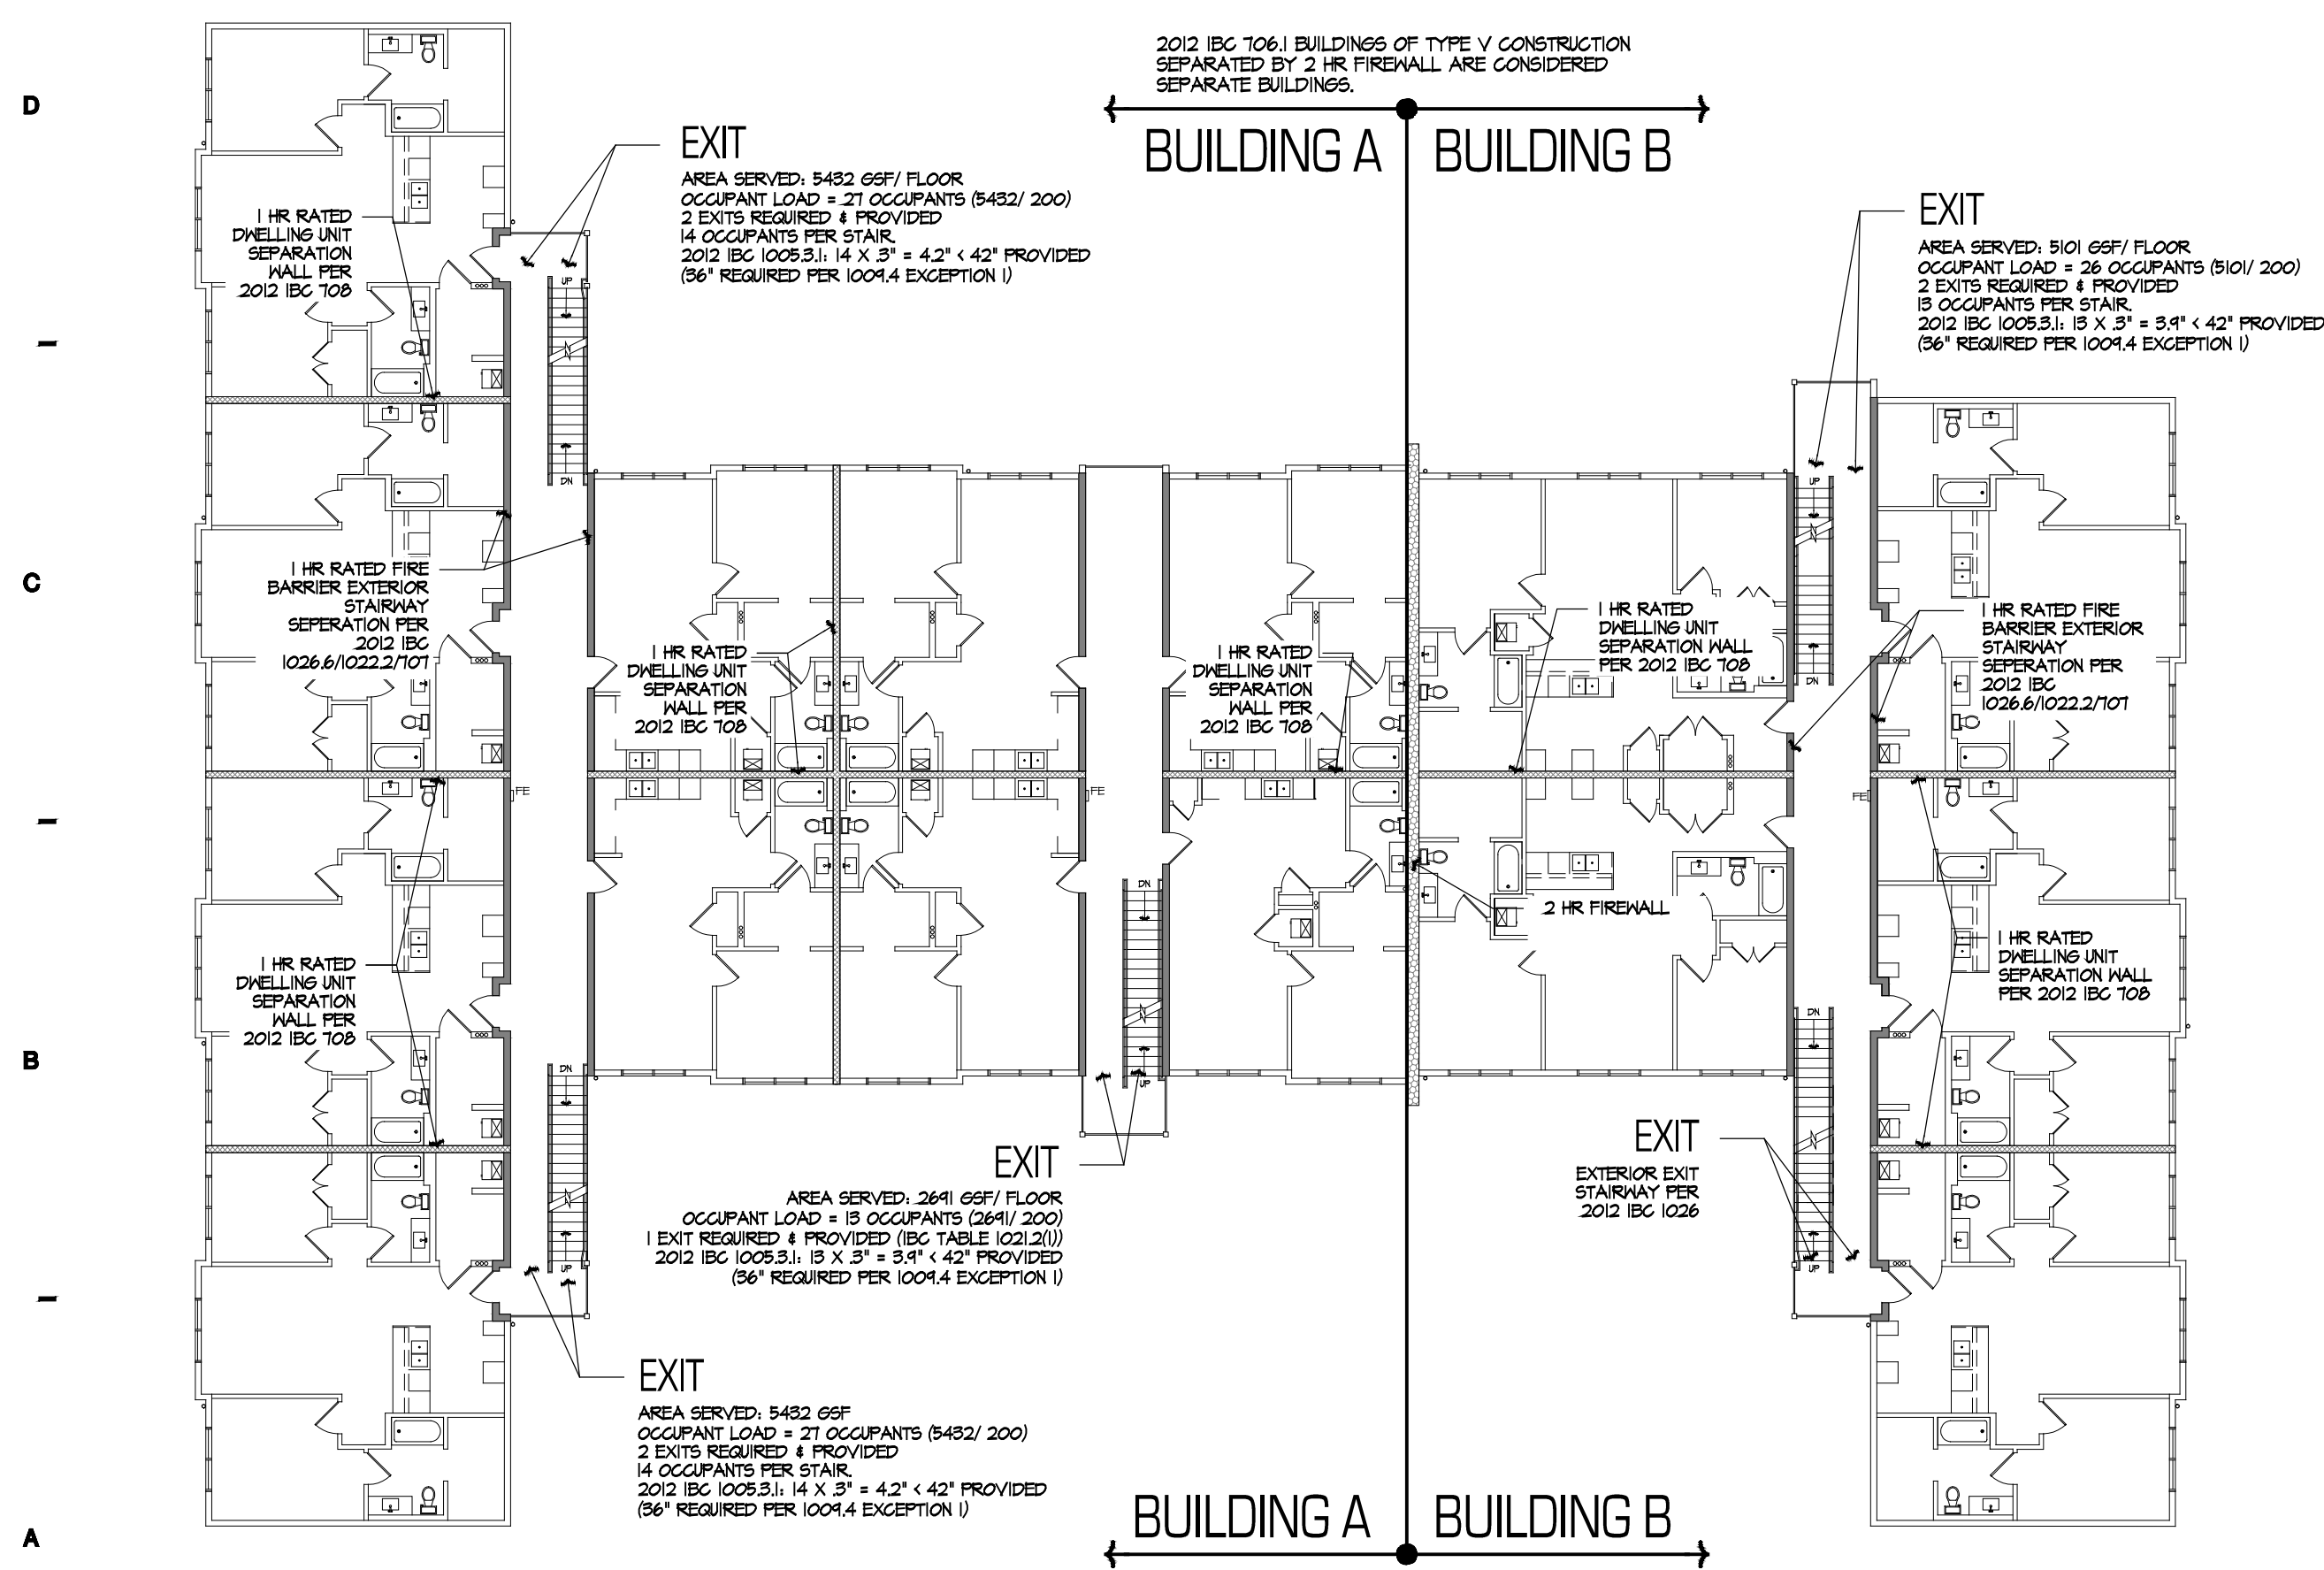 D
2012 IBC 706.1 BUILDINGS OF TYPE V CONSTRUCTION
SEPARATED BY 2 HR FIREWALL ARE CONSIDERED
SEPARATE BUILDINGS.
BUILDING A
BUILDING B
EXIT
AREA SERVED: 5432 GSF/ FLOOR
OCCUPANT LOAD = 27 OCCUPANTS (5432/ 200)
2 EXITS REQUIRED & PROVIDED
14 OCCUPANTS PER STAIR.
2012 IBC 1005.3.1: 14 X .3" = 4.2" < 42" PROVIDED
(36" REQUIRED PER 1009.4 EXCEPTION 1)
EXIT
AREA SERVED: 5101 GSF/ FLOOR
OCCUPANT LOAD = 26 OCCUPANTS (5101/ 200)
2 EXITS REQUIRED & PROVIDED
13 OCCUPANTS PER STAIR.
2012 IBC 1005.3.1: 13 X .3" = 3.9" < 42" PROVIDED
(36" REQUIRED PER 1009.4 EXCEPTION 1)
1 HR RATED
DWELLING UNIT
SEPARATION
WALL PER
2012 IBC 708
UP
DN
UP
DN
C
1 HR RATED FIRE
BARRIER EXTERIOR
STAIRWAY
SEPERATION PER
2012 IBC
1026.6/1022.2/707
1 HR RATED
DWELLING UNIT
SEPARATION
WALL PER
2012 IBC 708
1 HR RATED
DWELLING UNIT
SEPARATION
WALL PER
2012 IBC 708
1 HR RATED
DWELLING UNIT
SEPARATION WALL
PER 2012 IBC 708
1 HR RATED FIRE
BARRIER EXTERIOR
STAIRWAY
SEPERATION PER
2012 IBC
1026.6/1022.2/707
FE
FE
FE
2 HR FIREWALL
DN
UP
1 HR RATED
DWELLING UNIT
SEPARATION
WALL PER
2012 IBC 708
1 HR RATED
DWELLING UNIT
SEPARATION WALL
PER 2012 IBC 708
B
DN
UP
DN
UP
EXIT
AREA SERVED: 2691 GSF/ FLOOR
OCCUPANT LOAD = 13 OCCUPANTS (2691/ 200)
1 EXIT REQUIRED & PROVIDED (IBC TABLE 1021.2(1))
2012 IBC 1005.3.1: 13 X .3" = 3.9" < 42" PROVIDED
(36" REQUIRED PER 1009.4 EXCEPTION 1)
EXIT
EXTERIOR EXIT
STAIRWAY PER
2012 IBC 1026
EXIT
AREA SERVED: 5432 GSF
OCCUPANT LOAD = 27 OCCUPANTS (5432/ 200)
2 EXITS REQUIRED & PROVIDED
14 OCCUPANTS PER STAIR.
2012 IBC 1005.3.1: 14 X .3" = 4.2" < 42" PROVIDED
(36" REQUIRED PER 1009.4 EXCEPTION 1)
BUILDING A
BUILDING B
A